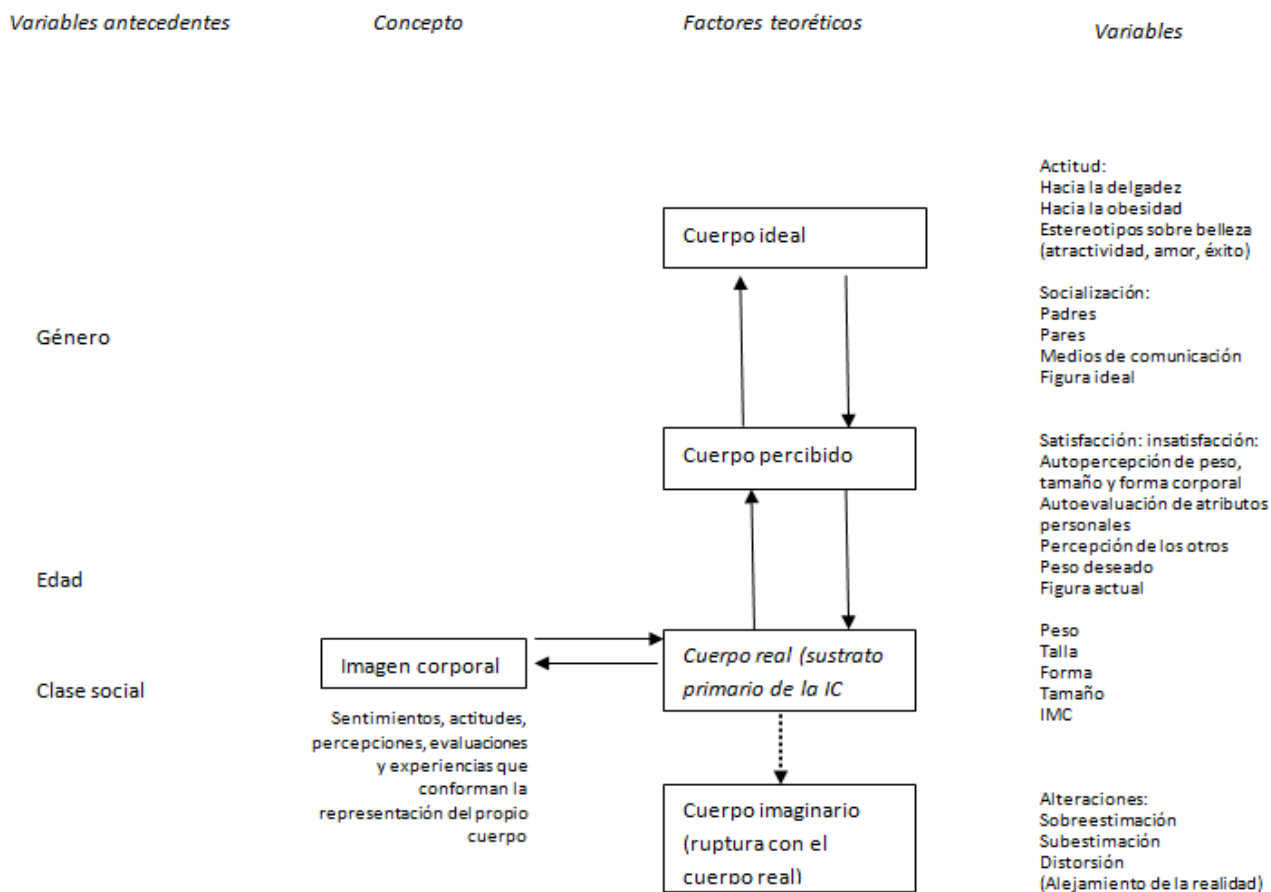 Variables antecedentes
Concepto
Factores teoréticos
Variables
Género
Edad
Clase social
Imagen corporal
Sentimientos, actitudes,
percepciones, evaluaciones
y experiencias que
conforman la
representación del propio
cuerpo
Cuerpo ideal
Cuerpo percibido
Cuerpo real (sustrato
primario de la IC
Cuerpo imaginario
(ruptura con el
cuerpo real)
Actitud:
Hacia la delgadez
Hacia la obesidad
Estereotipos sobre belleza
(atractividad, amor, éxito)
Socialización:
Padres
Pares
Medios de comunicación
Figura ideal
Satisfacción: insatisfacción:
Autopercepción de peso,
tamaño y forma corporal
Autoevaluación de atributos
personales
Percepción de los otros
Peso deseado
Figura actual
Peso
Talla
Forma
Tamaño
IMC
Alteraciones:
Sobreestimación
Subestimación
Distorsión
(Alejamiento de la realidad)